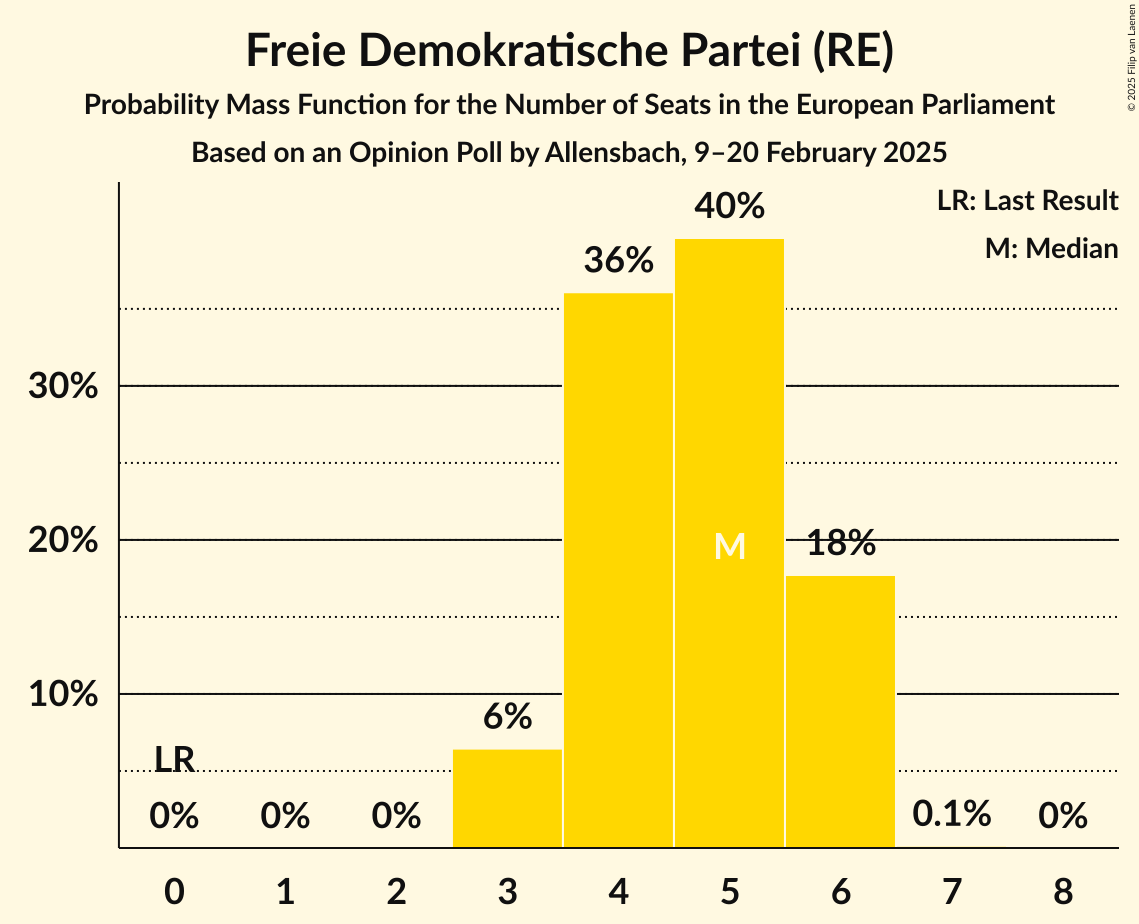 Freie Demokratische Partei (RE)
Probability Mass Function for the Number of Seats in the European Parliament
Based on an Opinion Poll by Allensbach, 9–20 February 2025
© 2025 Filip van Laenen
LR: Last Result
M: Median
40%
36%
30%
20%
M
18%
10%
6%
LR
0%
0%
0%
0.1%
0%
0 1 2 3 4 5 6 7 8